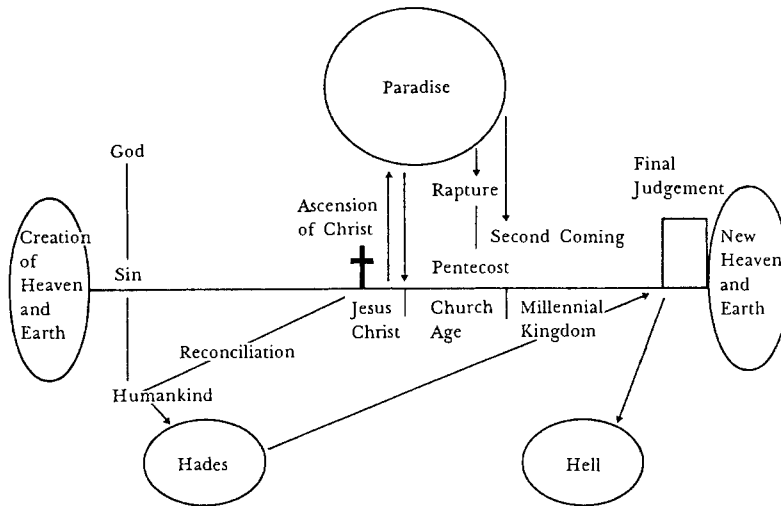 Paradise
God
Final
Judgement
Rapture
Ascension
of Christ
Creation
of
Heaven
and
Earth
Second Coming
New
Heaven
and
Earth
Sin
Pentecost
Jesus
Christ
Church
Age
Millennial
Kingdom
Reconciliation
Humankind
Hades
Hell